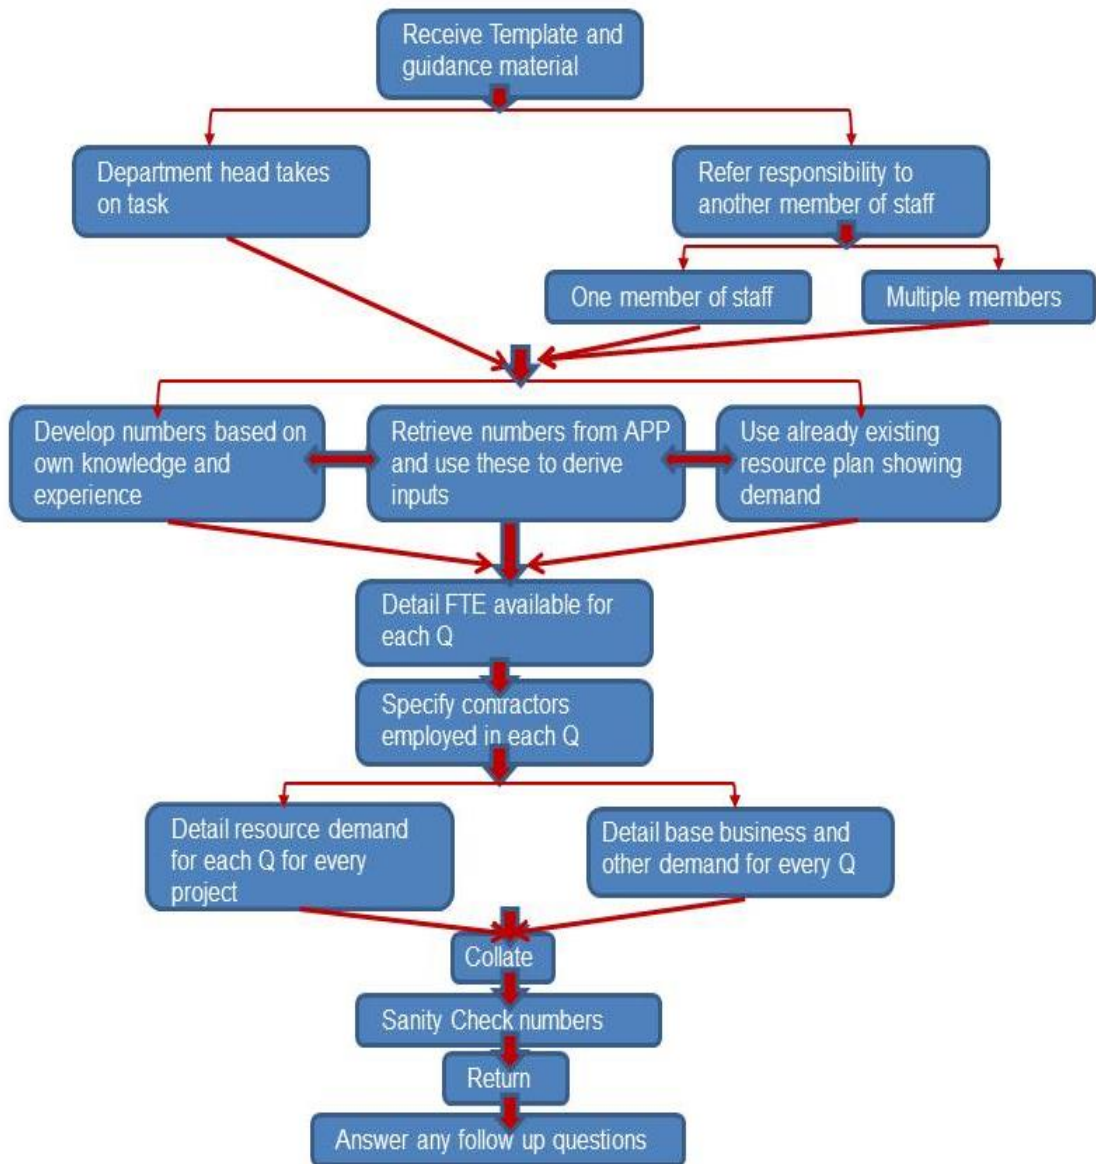 Receive Template and
guidance material
Department head takes
on task
Refer responsibility to
another member of staff
One member of staff
Multiple members
Develop numbers based on
own knowledge and
experience
Retrieve numbers from APP
and use these to derive
inputs
Use already existing
resource plan showing
demand
Detail FTE available for
each Q
Specify contractors
employed in each Q
Detail resource demand
for each Q for every
project
Detail base business and
other demand for every Q
Collate
Sanity Check numbers
Return
Answer any follow up questions